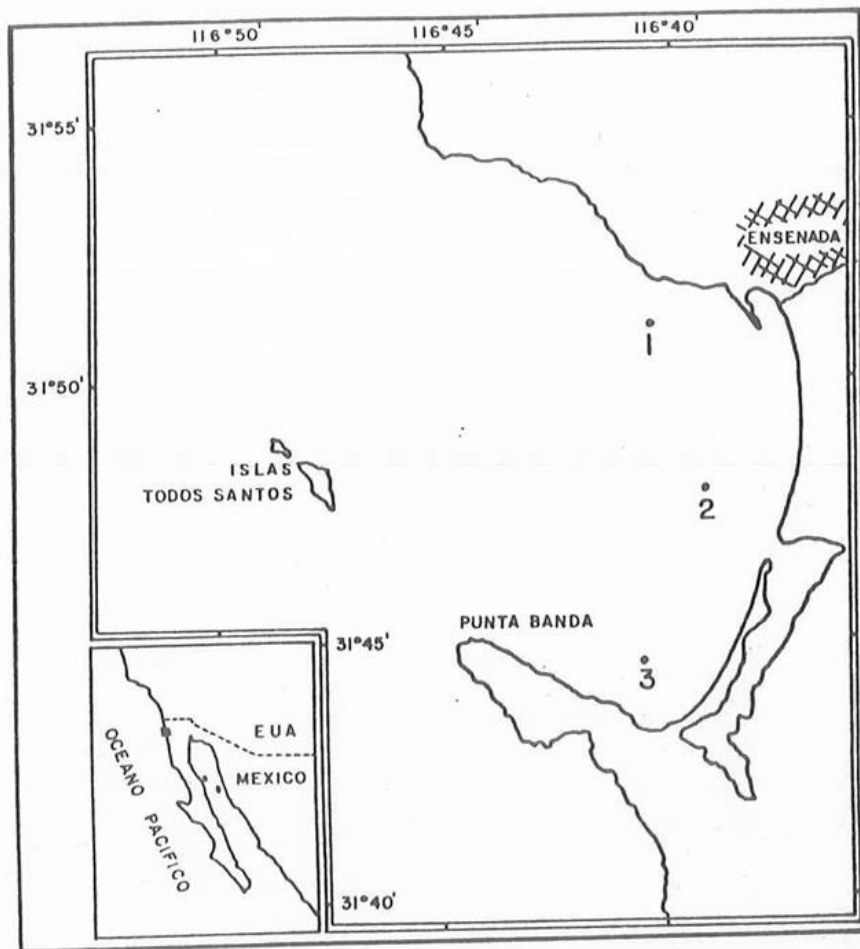 116°50' 116°45' 116°40'
31°55'
ENSENADA
1
31°50'
ISLAS
TODOS SANTOS
2
PUNTA BANDA
31°45'
3
EUA
MEXICO
OCEANO PACIFICO
31°40'